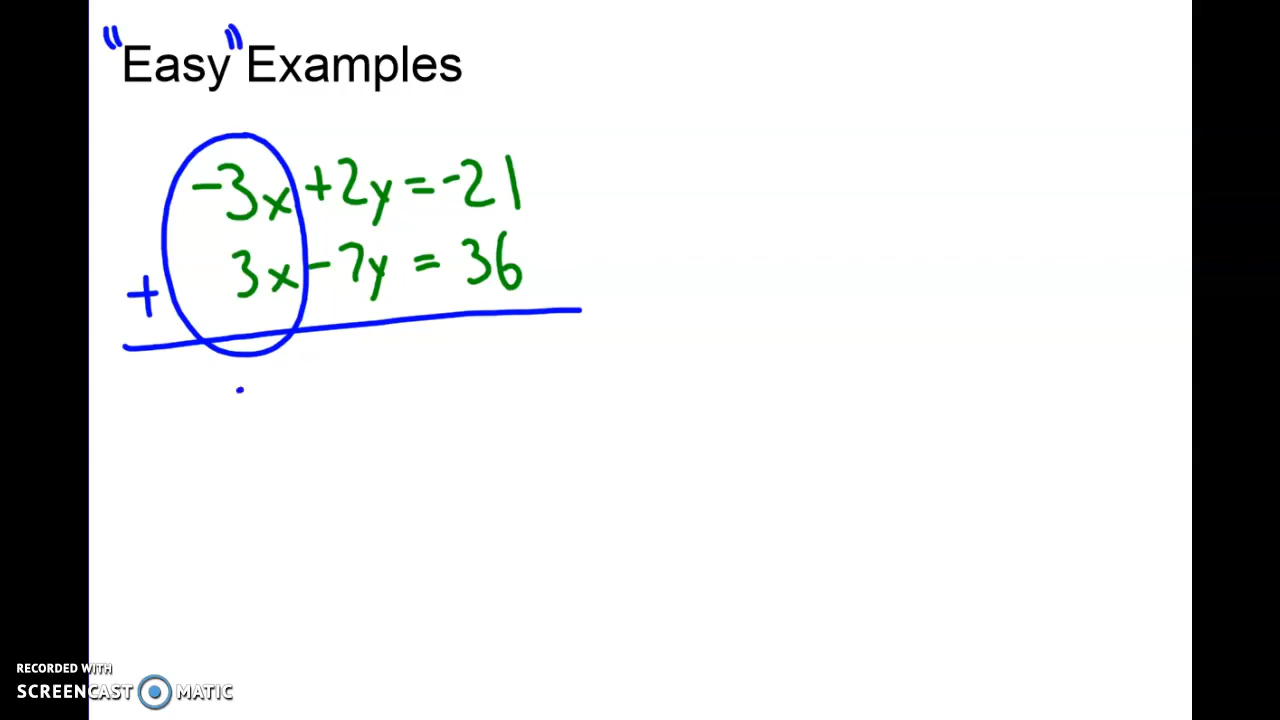 "Easy" Examples
-3x+2y=-21
3x-7y = 36
+
RECORDED WITH
SCREENCAST MATIC